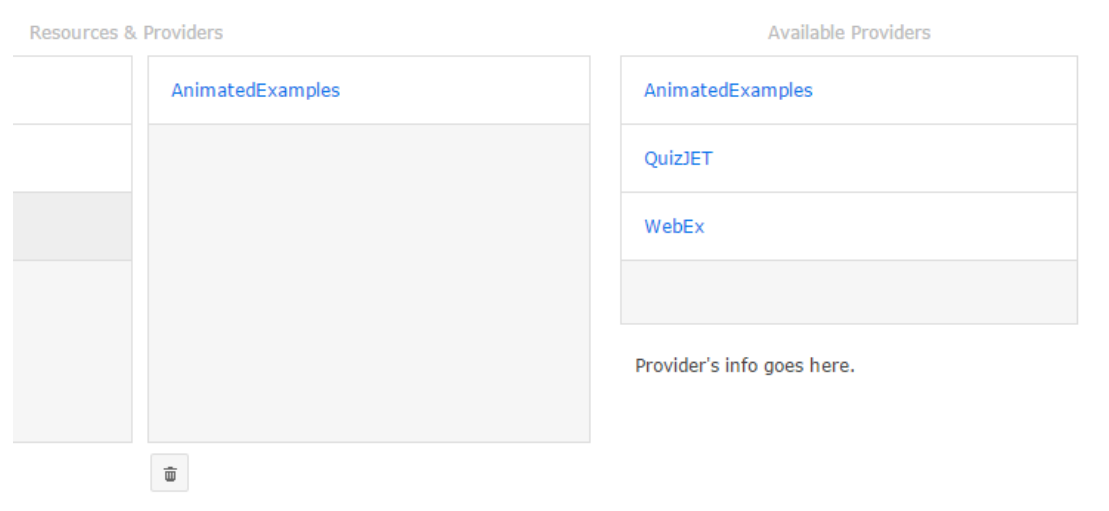 Resources & Providers
Available Providers
AnimatedExamples
AnimatedExamples
QuizJET
WebEx
Provider's info goes here.